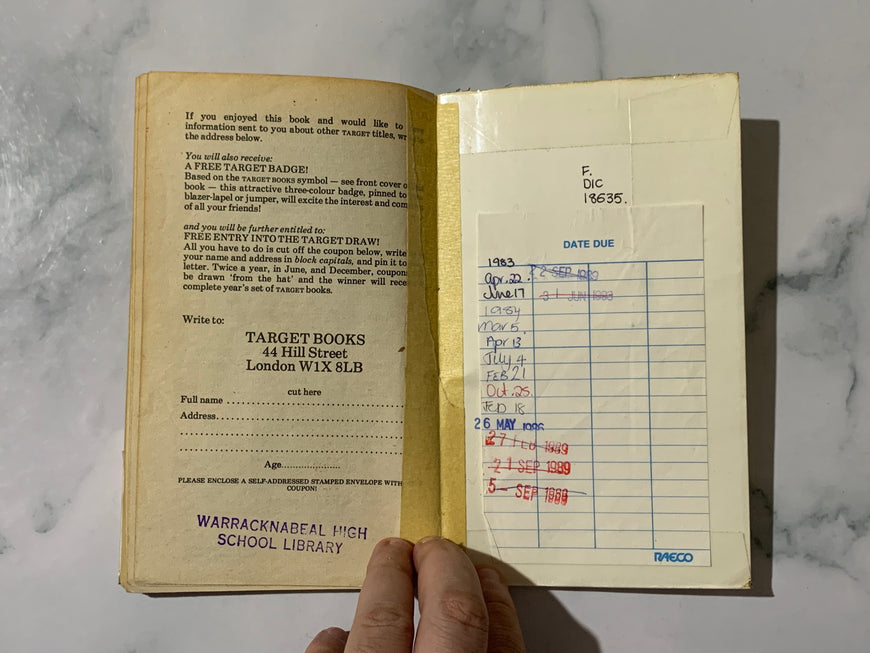 If you enjoyed this book and would like to
information sent to you about other TARGET titles, wr
the address below.
You will also receive:
A FREE TARGET BADGE!
Based on the TARGET BOOKS symbol — see front cover o
book — this attractive three-colour badge, pinned to
blazer-lapel or jumper, will excite the interest and com
of all your friends!
and you will be further entitled to:
FREE ENTRY INTO THE TARGET DRAW!
All you have to do is cut off the coupon below, write
your name and address in block capitals, and pin it to
letter. Twice a year, in June, and December, coupons
be drawn 'from the hat' and the winner will rece
complete year's set of TARGET books.
Write to:
TARGET BOOKS
44 Hill Street
London W1X 8LB
cut here
Full name
Address
Age
PLEASE ENCLOSE A SELF-ADDRESSED STAMPED ENVELOPE WITH
COUPON!
WARRACKNABEAL HIGH
SCHOOL LIBRARY
F.
DIC
18635.
DATE DUE
1983
Apr. 22. 2 SEP 1989
June 17 JUN
1984
Mar 5.
Apr 13
July 4
FEB 21
Oct. 25.
FEB 18
26 MAY
27 1989
21 SEP 1989
5 — SEP
RAECO